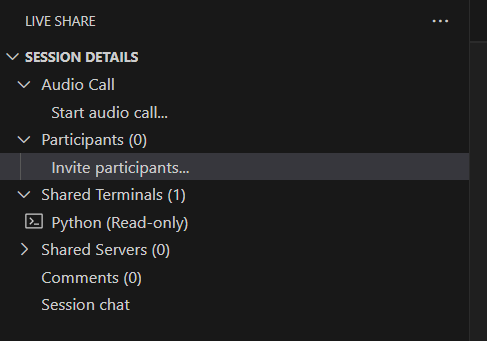 LIVE SHARE
SESSION DETAILS
Audio Call
Start audio call...
Participants (0)
Invite participants...
Shared Terminals (1)
Python (Read-only)
Shared Servers (0)
Comments (0)
Session chat